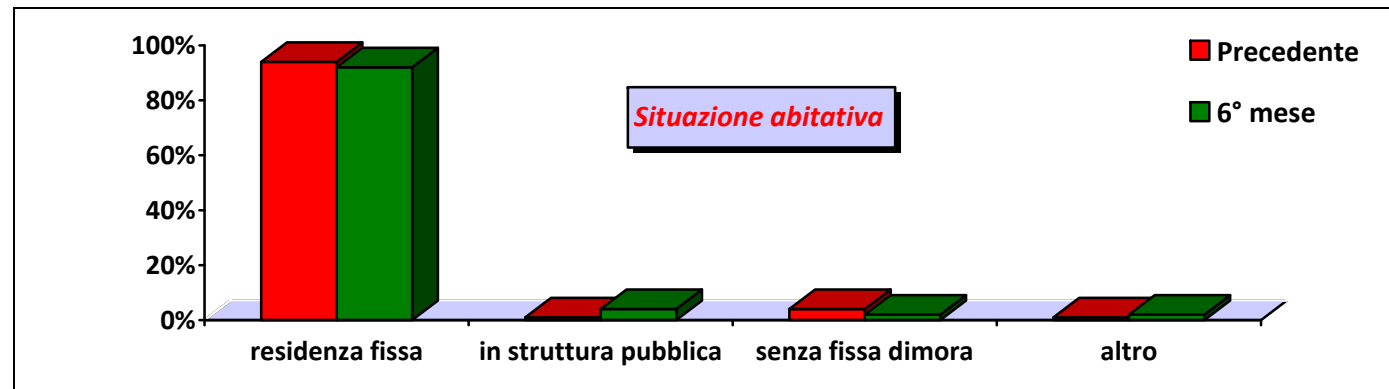 100%
80%
60%
40%
20%
0%
Situazione abitativa
Precedente
6° mese
residenza fissa
in struttura pubblica
senza fissa dimora
altro